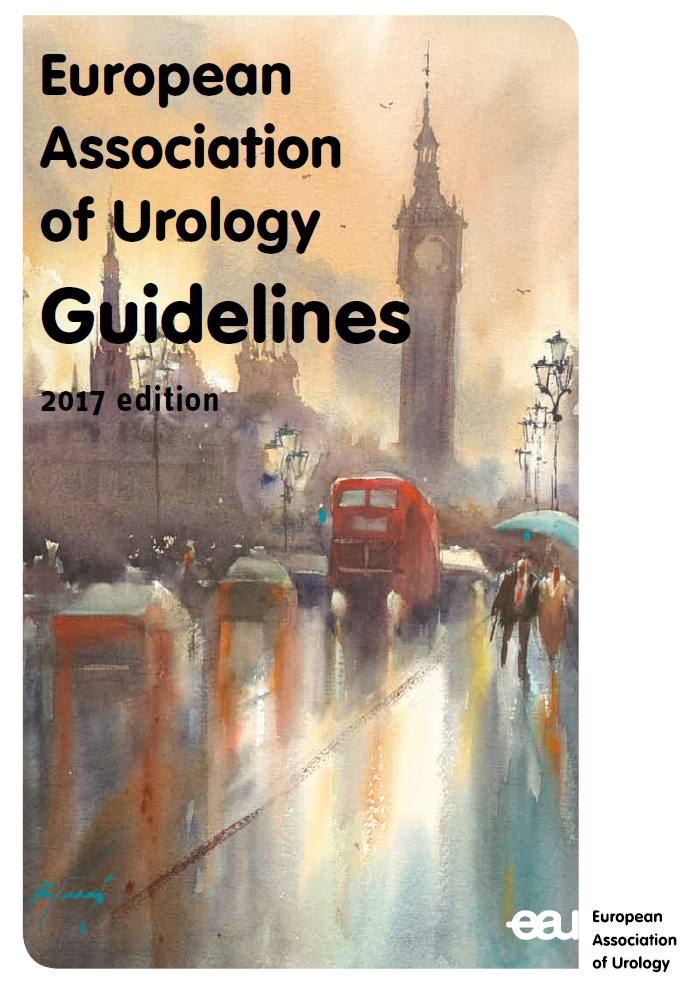 European
Association
of Urology
Guidelines
2017 edition
eau
European
Association
of Urology